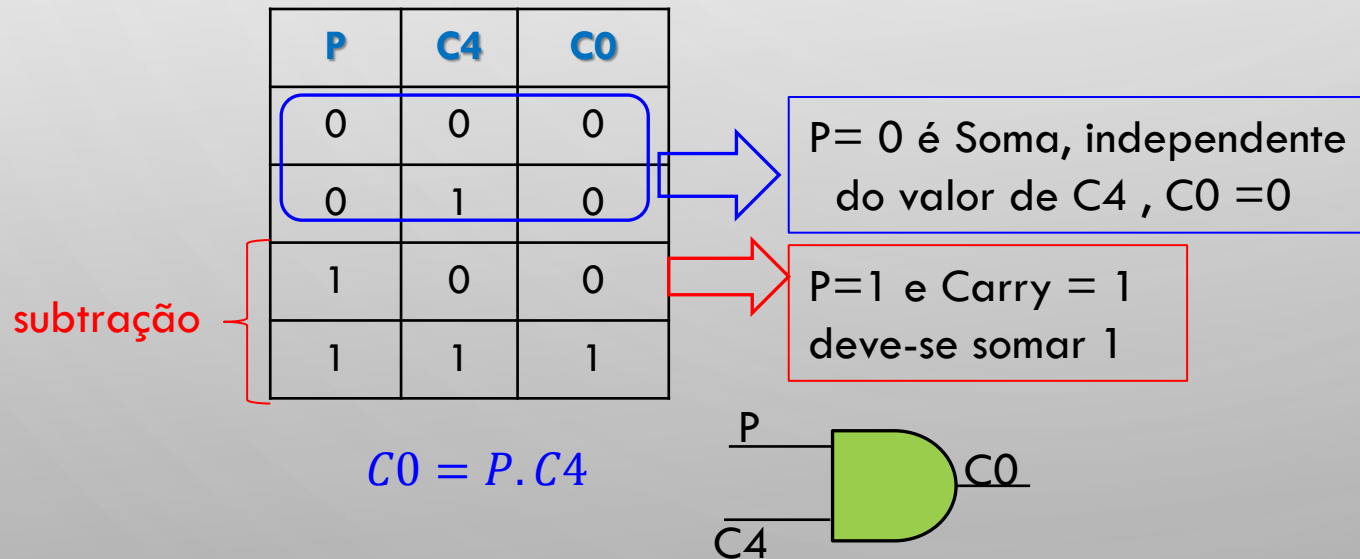 P C4 C0
0 0 0
0 1 0
1 0 0
1 1 1
P= 0 é Soma, independente
do valor de C4 , C0 =0
subtração
P=1 e Carry = 1
deve-se somar 1
C0 = P. C4
P
C0
C4